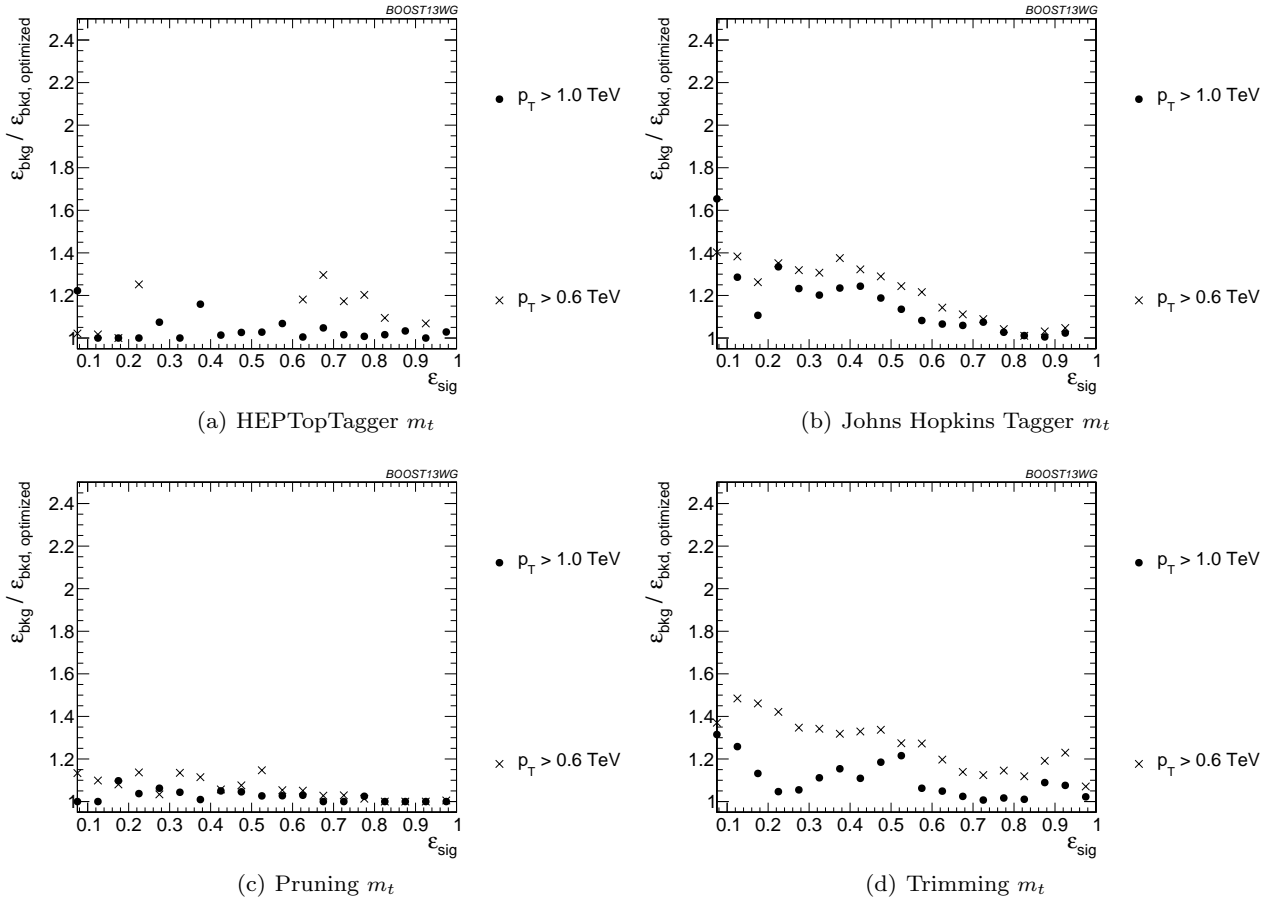 BOOST13WG
ε_bkg / ε_bkd, optimized
2.4
2.2
2
1.8
1.6
1.4
1.2
1
0.1 0.2 0.3 0.4 0.5 0.6 0.7 0.8 0.9 1
ε_sig
p_T > 1.0 TeV
p_T > 0.6 TeV
(a) HEPTopTagger m_t
BOOST13WG
ε_bkg / ε_bkd, optimized
2.4
2.2
2
1.8
1.6
1.4
1.2
1
0.1 0.2 0.3 0.4 0.5 0.6 0.7 0.8 0.9 1
ε_sig
p_T > 1.0 TeV
p_T > 0.6 TeV
(b) Johns Hopkins Tagger m_t
BOOST13WG
ε_bkg / ε_bkd, optimized
2.4
2.2
2
1.8
1.6
1.4
1.2
1
0.1 0.2 0.3 0.4 0.5 0.6 0.7 0.8 0.9 1
ε_sig
p_T > 1.0 TeV
p_T > 0.6 TeV
(c) Pruning m_t
BOOST13WG
ε_bkg / ε_bkd, optimized
2.4
2.2
2
1.8
1.6
1.4
1.2
1
0.1 0.2 0.3 0.4 0.5 0.6 0.7 0.8 0.9 1
ε_sig
p_T > 1.0 TeV
p_T > 0.6 TeV
(d) Trimming m_t